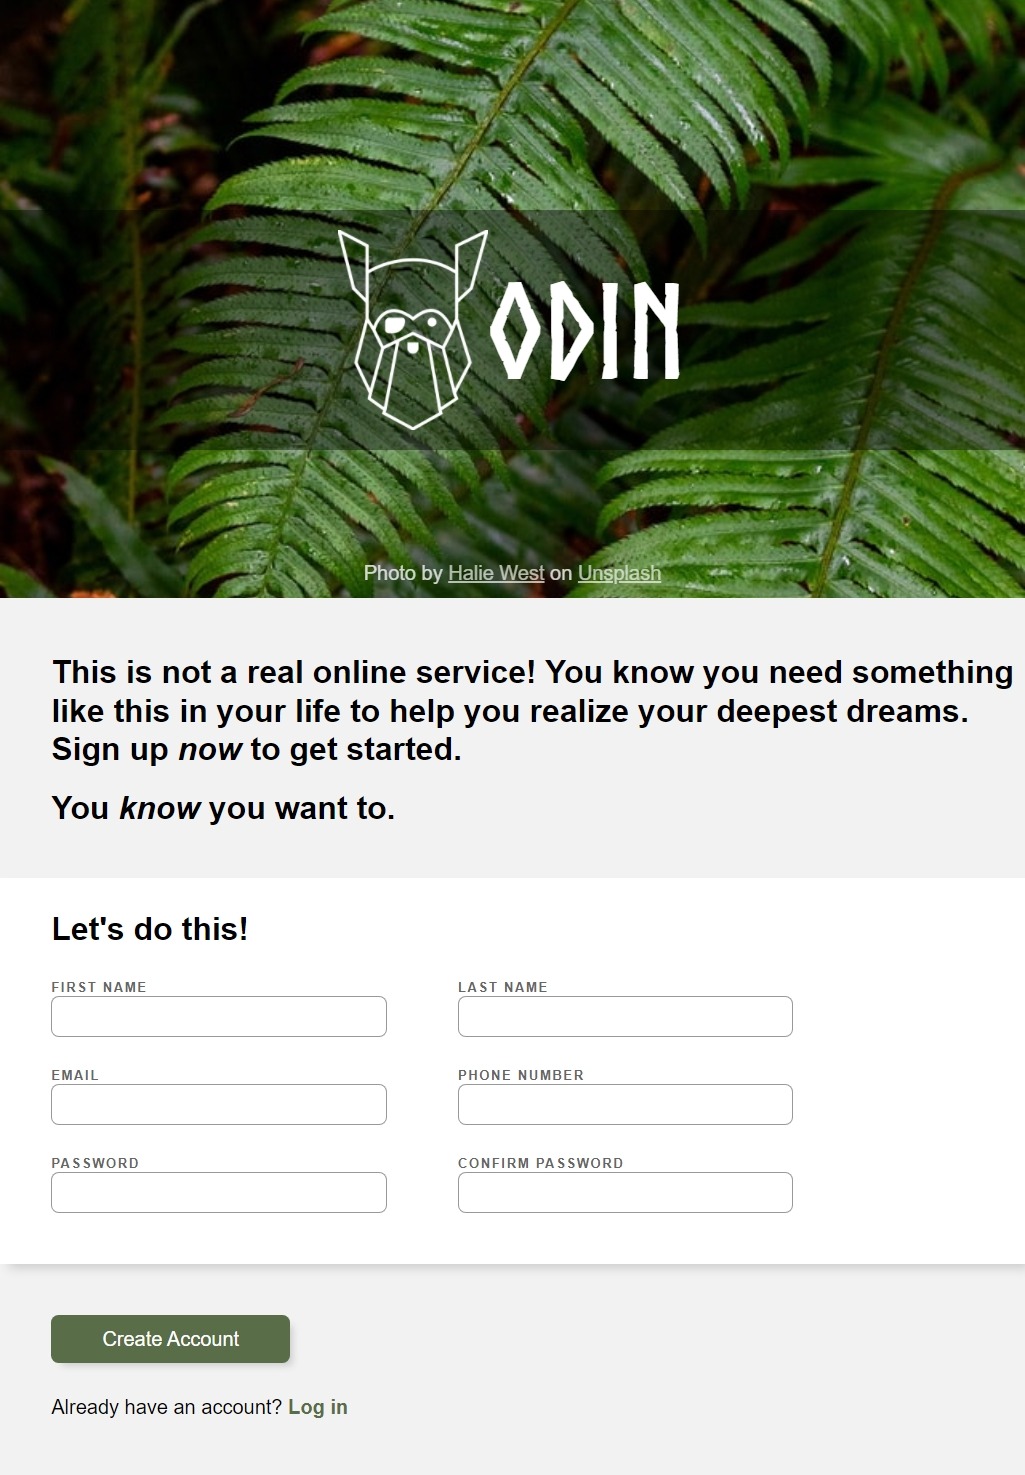 ODIN
Photo by Halie West on Unsplash
This is not a real online service! You know you need something
like this in your life to help you realize your deepest dreams.
Sign up now to get started.
You know you want to.
Let's do this!
FIRST NAME
LAST NAME
EMAIL
PHONE NUMBER
PASSWORD
CONFIRM PASSWORD
Create Account
Already have an account? Log in